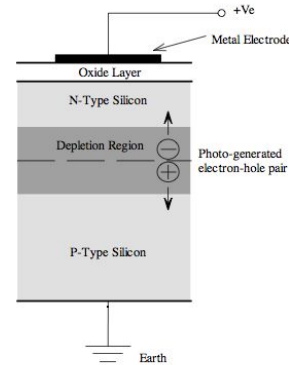 +Ve
Metal Electrode
Oxide Layer
N-Type Silicon
Depletion Region
Photo-generated
electron-hole pair
P-Type Silicon
Earth